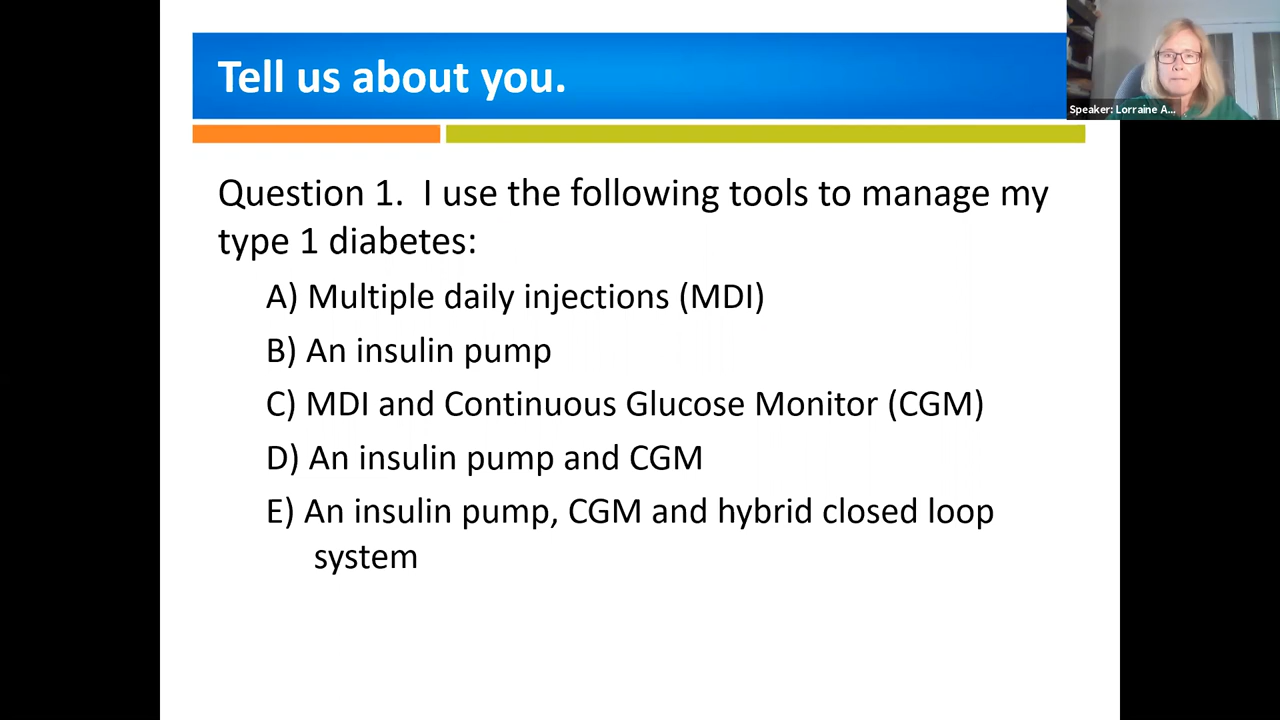 Tell us about you.
Speaker: Lorraine A...
Question 1. I use the following tools to manage my
type 1 diabetes:
A) Multiple daily injections (MDI)
B) An insulin pump
C) MDI and Continuous Glucose Monitor (CGM)
D) An insulin pump and CGM
E) An insulin pump, CGM and hybrid closed loop
system